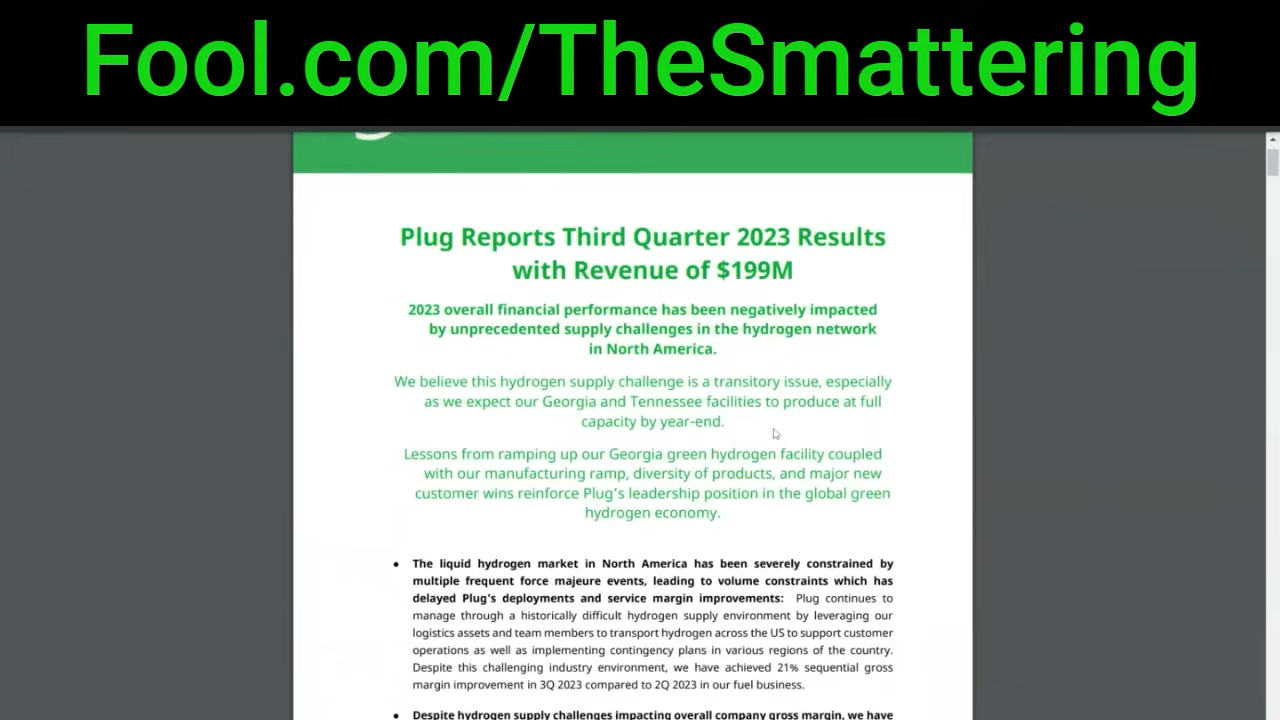 Fool.com/TheSmattering
Plug Reports Third Quarter 2023 Results
with Revenue of $199M
2023 overall financial performance has been negatively impacted
by unprecedented supply challenges in the hydrogen network
in North America.
We believe this hydrogen supply challenge is a transitory issue, especially
as we expect our Georgia and Tennessee facilities to produce at full
capacity by year-end.
Lessons from ramping up our Georgia green hydrogen facility coupled
with our manufacturing ramp, diversity of products, and major new
customer wins reinforce Plug's leadership position in the global green
hydrogen economy.
• The liquid hydrogen market in North America has been severely constrained by
multiple frequent force majeure events, leading to volume constraints which has
delayed Plug's deployments and service margin improvements: Plug continues to
manage through a historically difficult hydrogen supply environment by leveraging our
logistics assets and team members to transport hydrogen across the US to support customer
operations as well as implementing contingency plans in various regions of the country.
Despite this challenging industry environment, we have achieved 21% sequential gross
margin improvement in 3Q 2023 compared to 2Q 2023 in our fuel business.
• Despite hydrogen supply challenges impacting overall company gross margin, we have